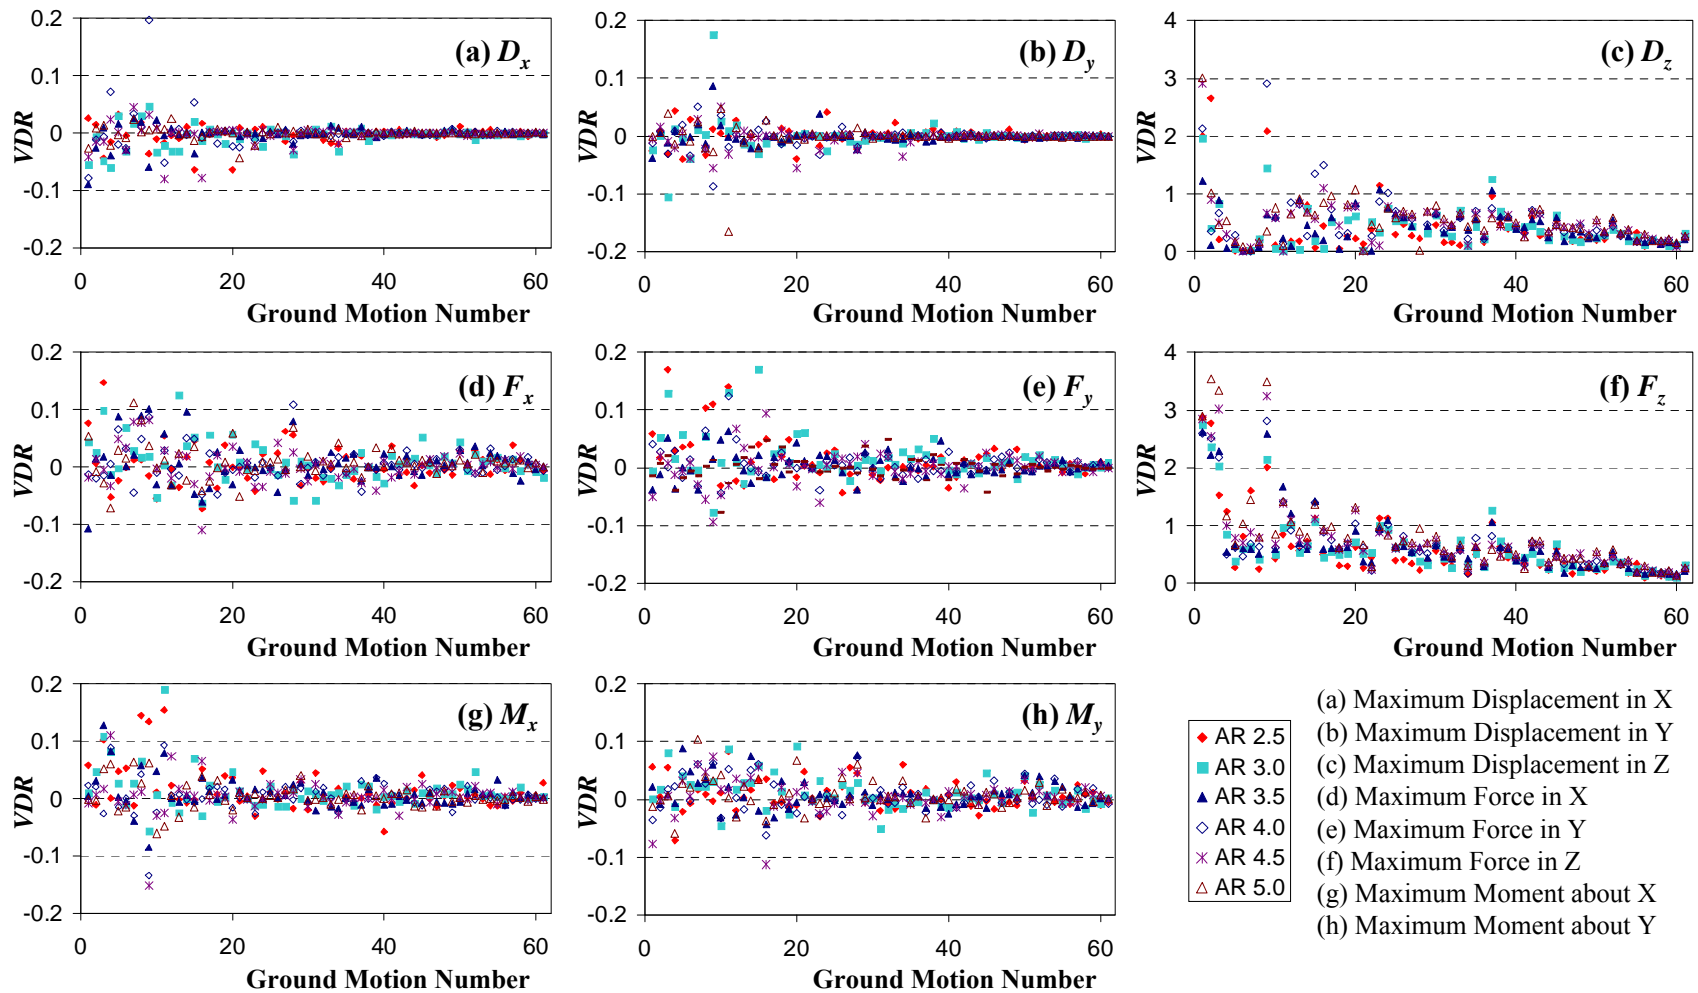 0.2
0.1
0
-0.1
-0.2
VDR
(a) Dx
0
20
40
60
Ground Motion Number
0.2
0.1
0
-0.1
-0.2
VDR
(b) Dy
0
20
40
60
Ground Motion Number
4
3
2
1
0
VDR
(c) Dz
0
20
40
60
Ground Motion Number
0.2
0.1
0
-0.1
-0.2
VDR
(d) Fx
0
20
40
60
Ground Motion Number
0.2
0.1
0
-0.1
-0.2
VDR
(e) Fy
0
20
40
60
Ground Motion Number
4
3
2
1
0
VDR
(f) Fz
0
20
40
60
Ground Motion Number
0.2
0.1
0
-0.1
-0.2
VDR
(g) Mx
0
20
40
60
Ground Motion Number
0.2
0.1
0
-0.1
-0.2
VDR
(h) My
0
20
40
60
Ground Motion Number
AR 2.5
AR 3.0
AR 3.5
AR 4.0
AR 4.5
AR 5.0
(a) Maximum Displacement in X
(b) Maximum Displacement in Y
(c) Maximum Displacement in Z
(d) Maximum Force in X
(e) Maximum Force in Y
(f) Maximum Force in Z
(g) Maximum Moment about X
(h) Maximum Moment about Y